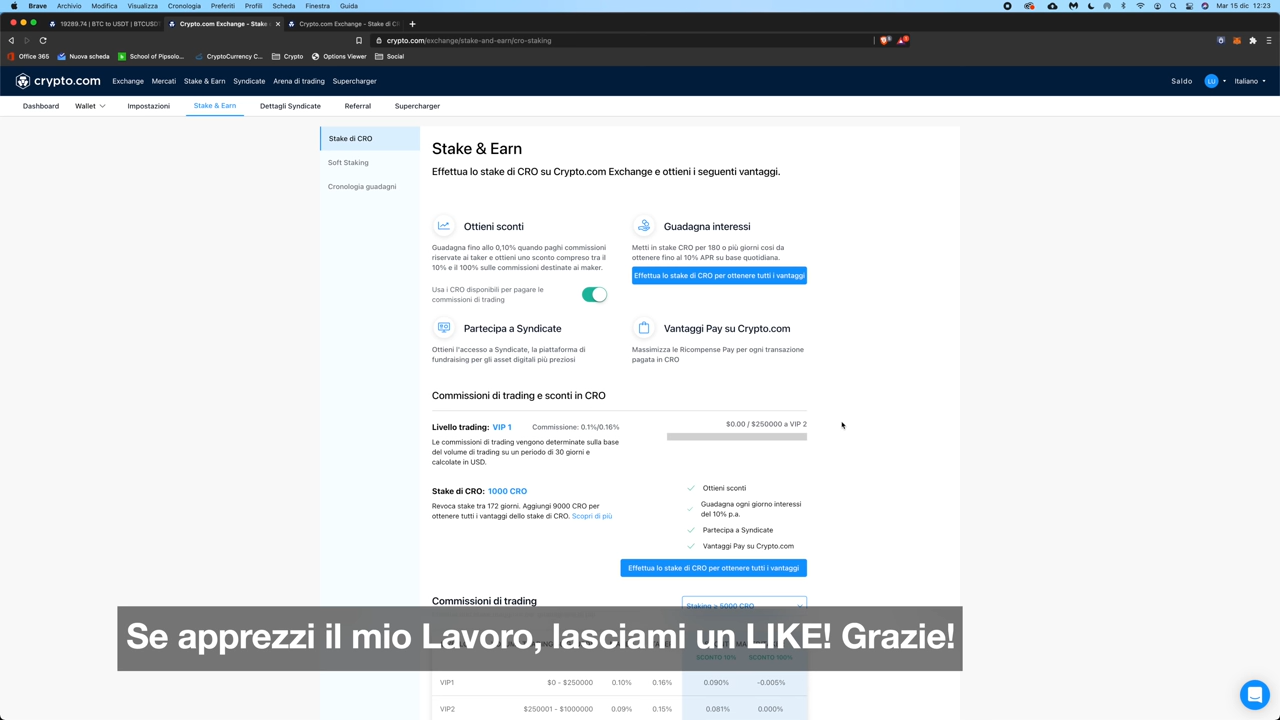 Brave Archivio Modifica Visualizza Cronologia Preferiti Profili Scheda Finestra Guida
Mar 15 dic 12:23
19289.74 | BTC to USDT | BTCUSD
Crypto.com Exchange - Stake
Crypto.com Exchange - Stake di C
crypto.com/exchange/stake-and-earn/cro-staking
Office 365 Nuova scheda School of Pipsolo... CryptoCurrency C... Crypto Options Viewer Social
crypto.com Exchange Mercati Stake & Earn Syndicate Arena di trading Supercharger
Saldo LU Italiano
Dashboard Wallet Impostazioni Stake & Earn Dettagli Syndicate Referral Supercharger
Stake di CRO
Soft Staking
Cronologia guadagni
Stake & Earn
Effettua lo stake di CRO su Crypto.com Exchange e ottieni i seguenti vantaggi.
Ottieni sconti
Guadagna fino allo 0,10% quando paghi commissioni
riservate ai taker e ottieni uno sconto compreso tra il
10% e il 100% sulle commissioni destinate ai maker.
Usa i CRO disponibili per pagare le
commissioni di trading
Guadagna interessi
Metti in stake CRO per 180 o più giorni così da
ottenere fino al 10% APR su base quotidiana.
Effettua lo stake di CRO per ottenere tutti i vantaggi
Partecipa a Syndicate
Ottieni l'accesso a Syndicate, la piattaforma di
fundraising per gli asset digitali più preziosi
Vantaggi Pay su Crypto.com
Massimizza le Ricompense Pay per ogni transazione
pagata in CRO
Commissioni di trading e sconti in CRO
Livello trading: VIP 1 Commissione: 0.1%/0.16%
$0.00 / $250000 a VIP 2
Le commissioni di trading vengono determinate sulla base
del volume di trading su un periodo di 30 giorni e
calcolate in USD.
Stake di CRO: 1000 CRO
Revoca stake tra 172 giorni. Aggiungi 9000 CRO per
ottenere tutti i vantaggi dello stake di CRO. Scopri di più
Ottieni sconti
Guadagna ogni giorno interessi
del 10% p.a.
Partecipa a Syndicate
Vantaggi Pay su Crypto.com
Effettua lo stake di CRO per ottenere tutti i vantaggi
Commissioni di trading
Staking ≥ 5000 CRO
Se apprezzi il mio Lavoro, lasciami un LIKE! Grazie!
SCONTO 10% SCONTO 100%
VIP1 $0 - $250000 0.10% 0.16% 0.090% -0.005%
VIP2 $250001 - $1000000 0.09% 0.15% 0.081% 0.000%